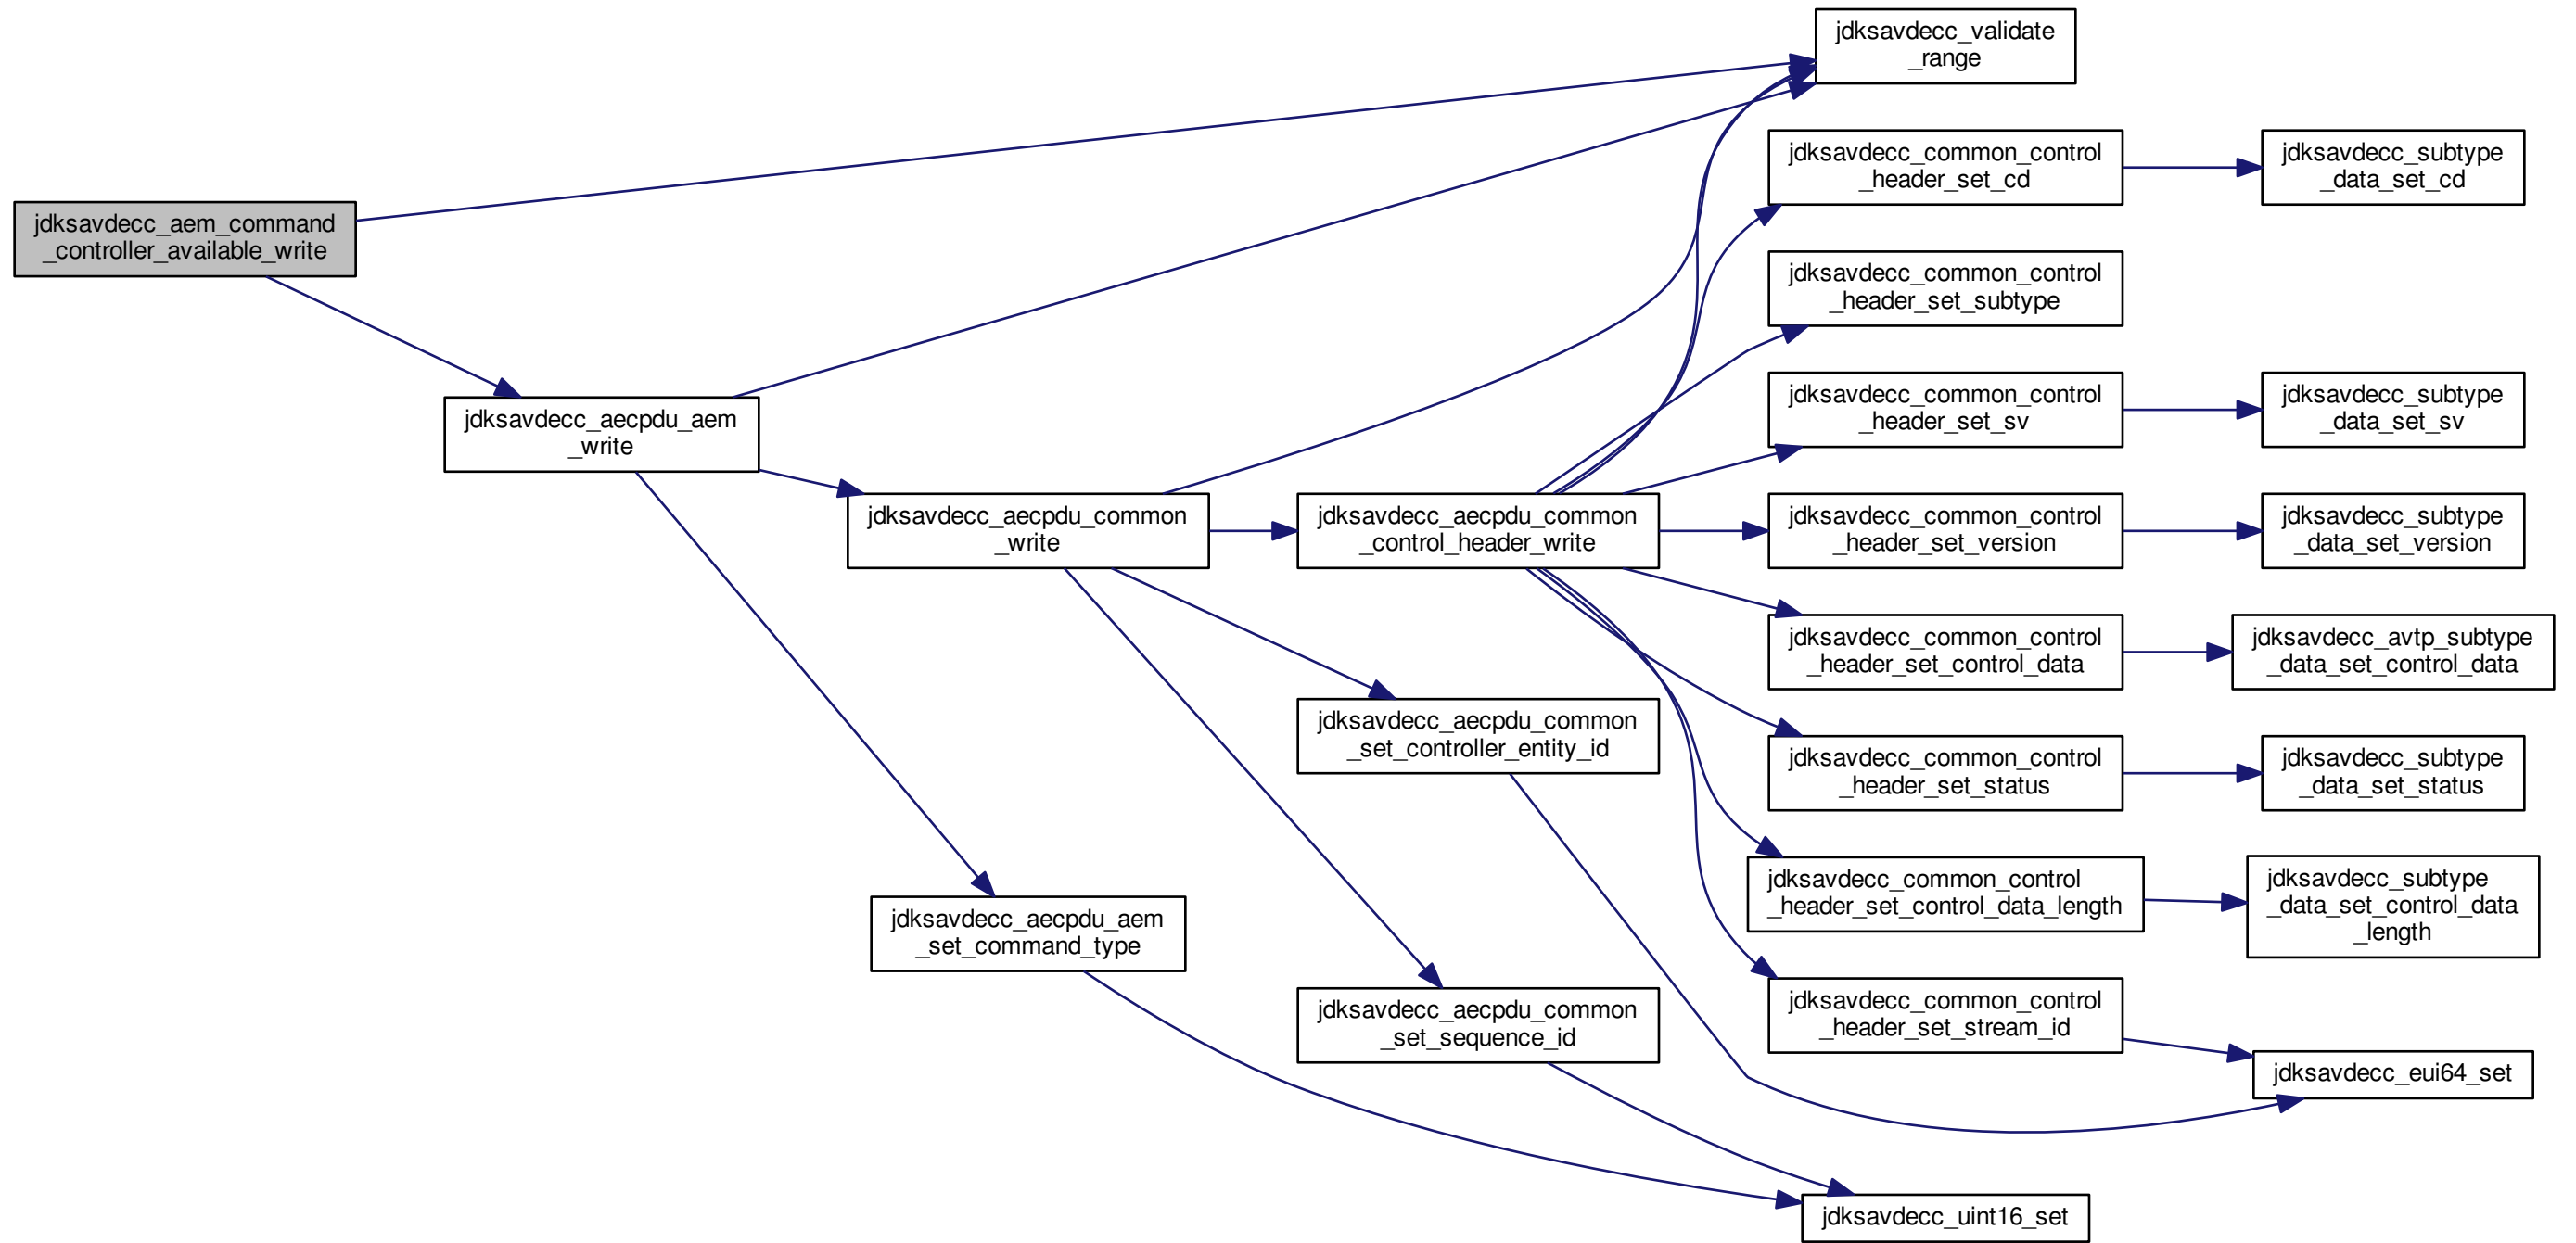 jdksavdecc_aem_command
_controller_available_write
jdksavdecc_aecpdu_aem
_write
jdksavdecc_aecpdu_common
_write
jdksavdecc_aecpdu_aem
_set_command_type
jdksavdecc_aecpdu_common
_control_header_write
jdksavdecc_aecpdu_common
_set_controller_entity_id
jdksavdecc_aecpdu_common
_set_sequence_id
jdksavdecc_validate
_range
jdksavdecc_common_control
_header_set_cd
jdksavdecc_common_control
_header_set_subtype
jdksavdecc_common_control
_header_set_sv
jdksavdecc_common_control
_header_set_version
jdksavdecc_common_control
_header_set_control_data
jdksavdecc_common_control
_header_set_status
jdksavdecc_common_control
_header_set_control_data_length
jdksavdecc_common_control
_header_set_stream_id
jdksavdecc_uint16_set
jdksavdecc_subtype
_data_set_cd
jdksavdecc_subtype
_data_set_sv
jdksavdecc_subtype
_data_set_version
jdksavdecc_avtp_subtype
_data_set_control_data
jdksavdecc_subtype
_data_set_status
jdksavdecc_subtype
_data_set_control_data
_length
jdksavdecc_eui64_set